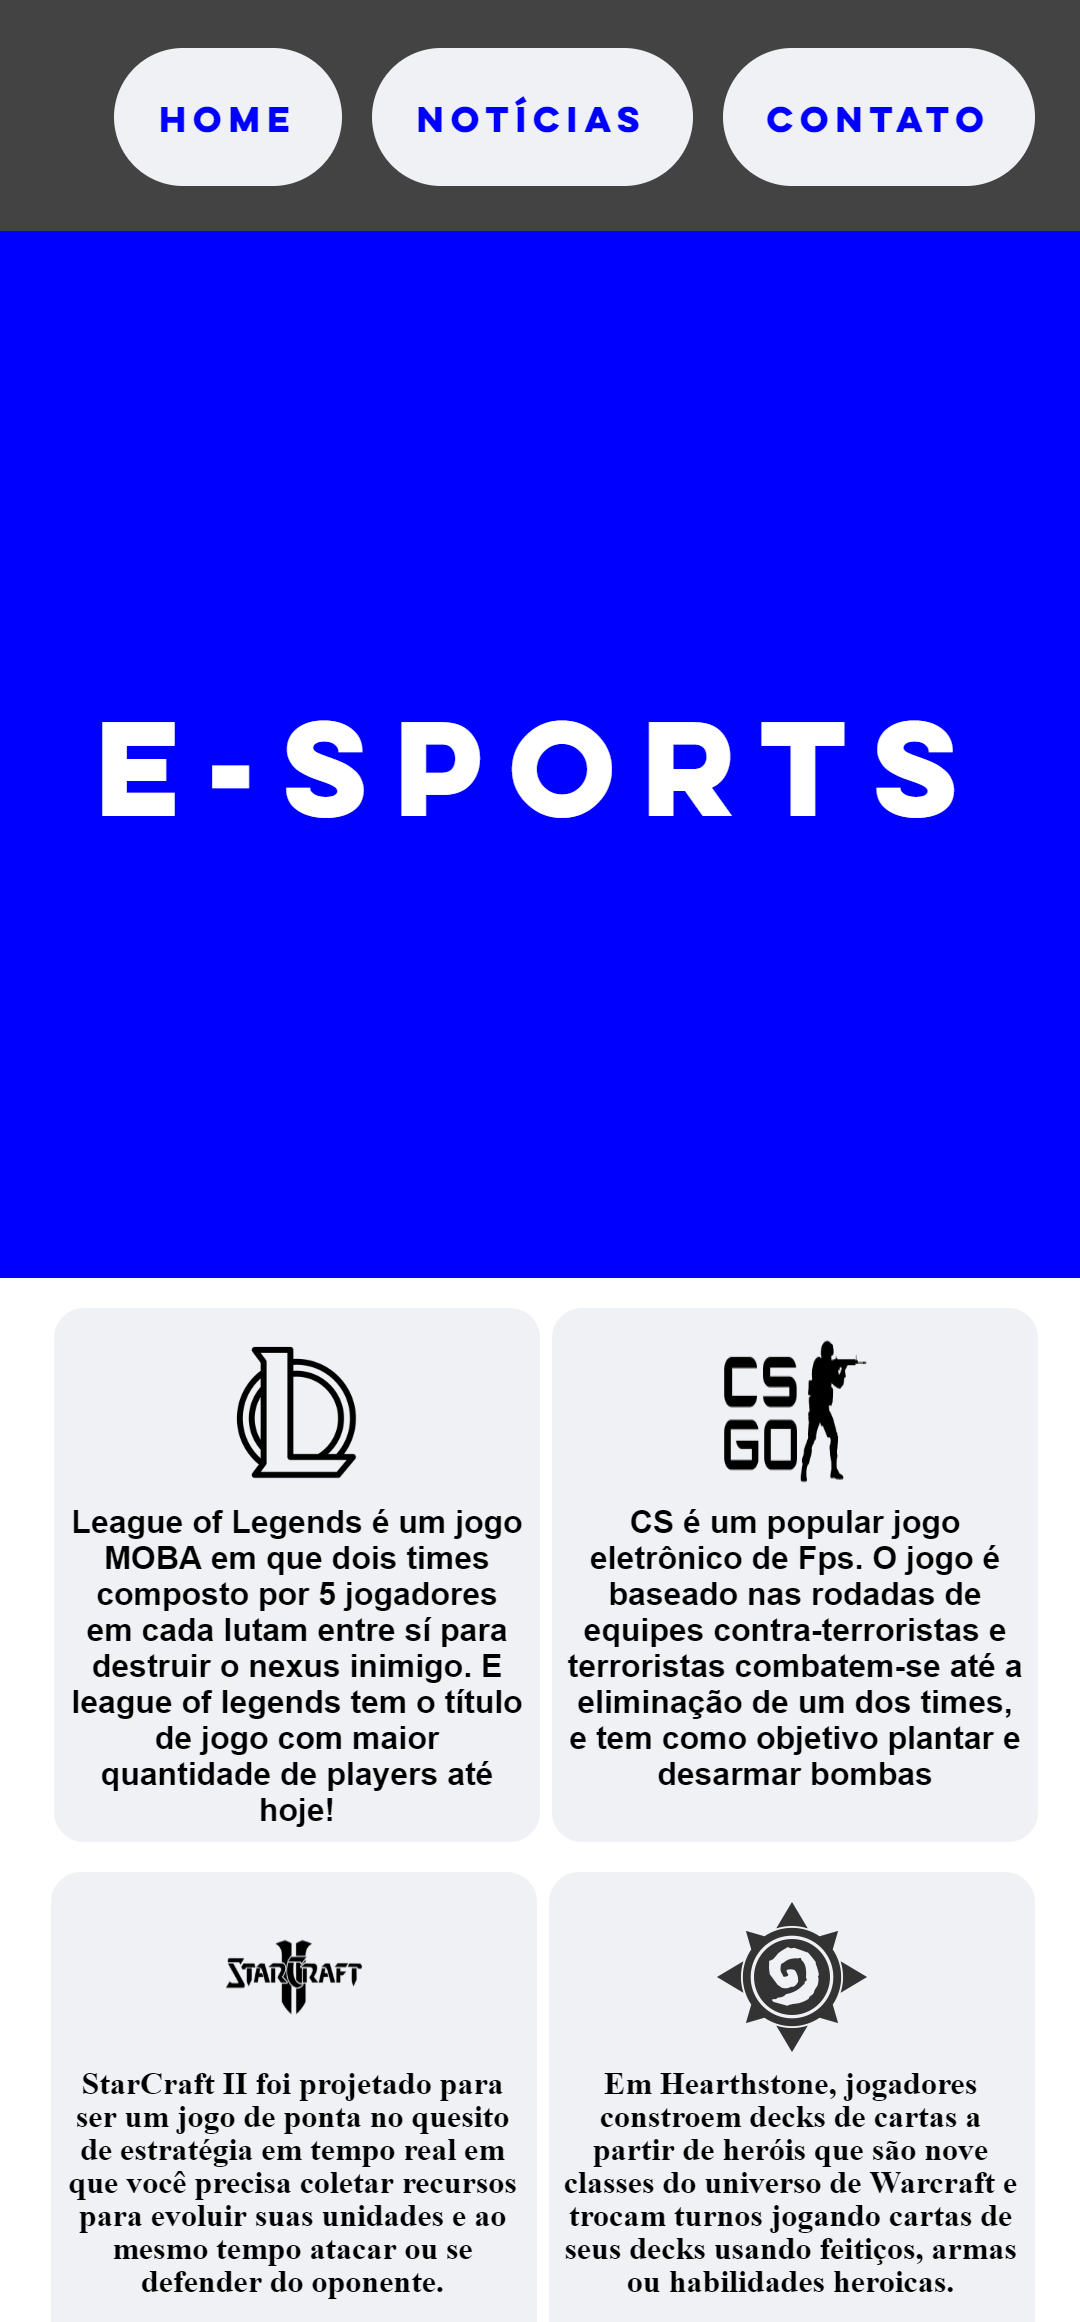 HOME NOTÍCIAS CONTATO
E-SPORTS
League of Legends é um jogo
MOBA em que dois times
composto por 5 jogadores
em cada lutam entre sí para
destruir o nexus inimigo. E
league of legends tem o título
de jogo com maior
quantidade de players até
hoje!
CS
GO
CS é um popular jogo
eletrônico de Fps. O jogo é
baseado nas rodadas de
equipes contra-terroristas e
terroristas combatem-se até a
eliminação de um dos times,
e tem como objetivo plantar e
desarmar bombas
STARCRAFT II
StarCraft II foi projetado para
ser um jogo de ponta no quesito
de estratégia em tempo real em
que você precisa coletar recursos
para evoluir suas unidades e ao
mesmo tempo atacar ou se
defender do oponente.
Em Hearthstone, jogadores
constroem decks de cartas a
partir de heróis que são nove
classes do universo de Warcraft e
trocam turnos jogando cartas de
seus decks usando feitiços, armas
ou habilidades heroicas.